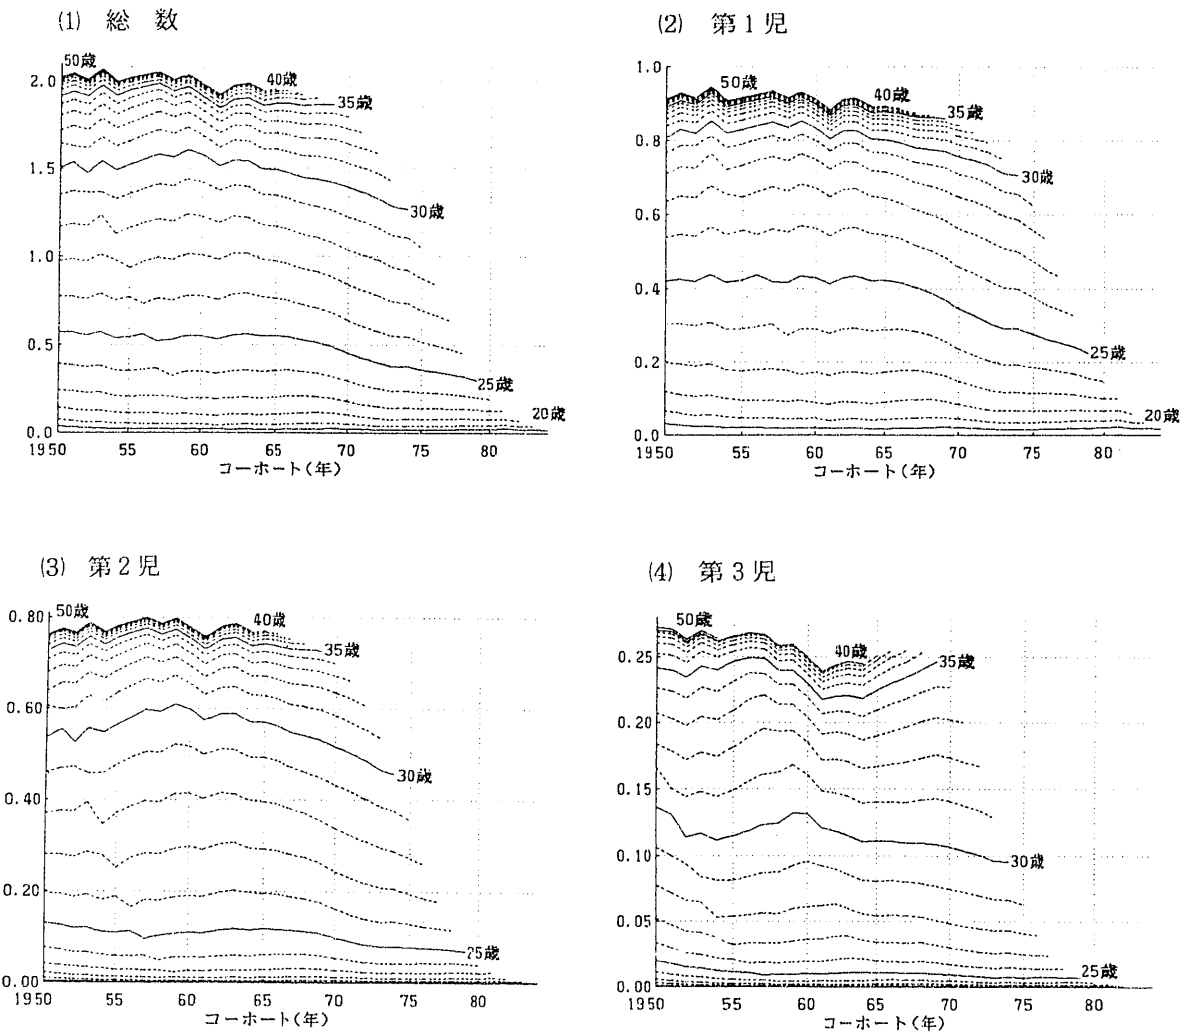 (1) 総 数
50歳
2.0
40歳
35歳
1.5
30歳
1.0
0.5
25歳
20歳
0.0
1950 55 60 65 70 75 80
コーホート(年)
(2) 第1児
1.0
50歳
40歳
35歳
0.8
30歳
0.6
0.4
25歳
0.2
20歳
0.0
1950 55 60 65 70 75 80
コーホート(年)
(3) 第2児
0.80
50歳
40歳
35歳
0.60
30歳
0.40
0.20
25歳
0.00
1950 55 60 65 70 75 80
コーホート(年)
(4) 第3児
50歳
40歳
0.25
35歳
0.20
0.15
30歳
0.10
0.05
25歳
0.00
1950 55 60 65 70 75 80
コーホート(年)